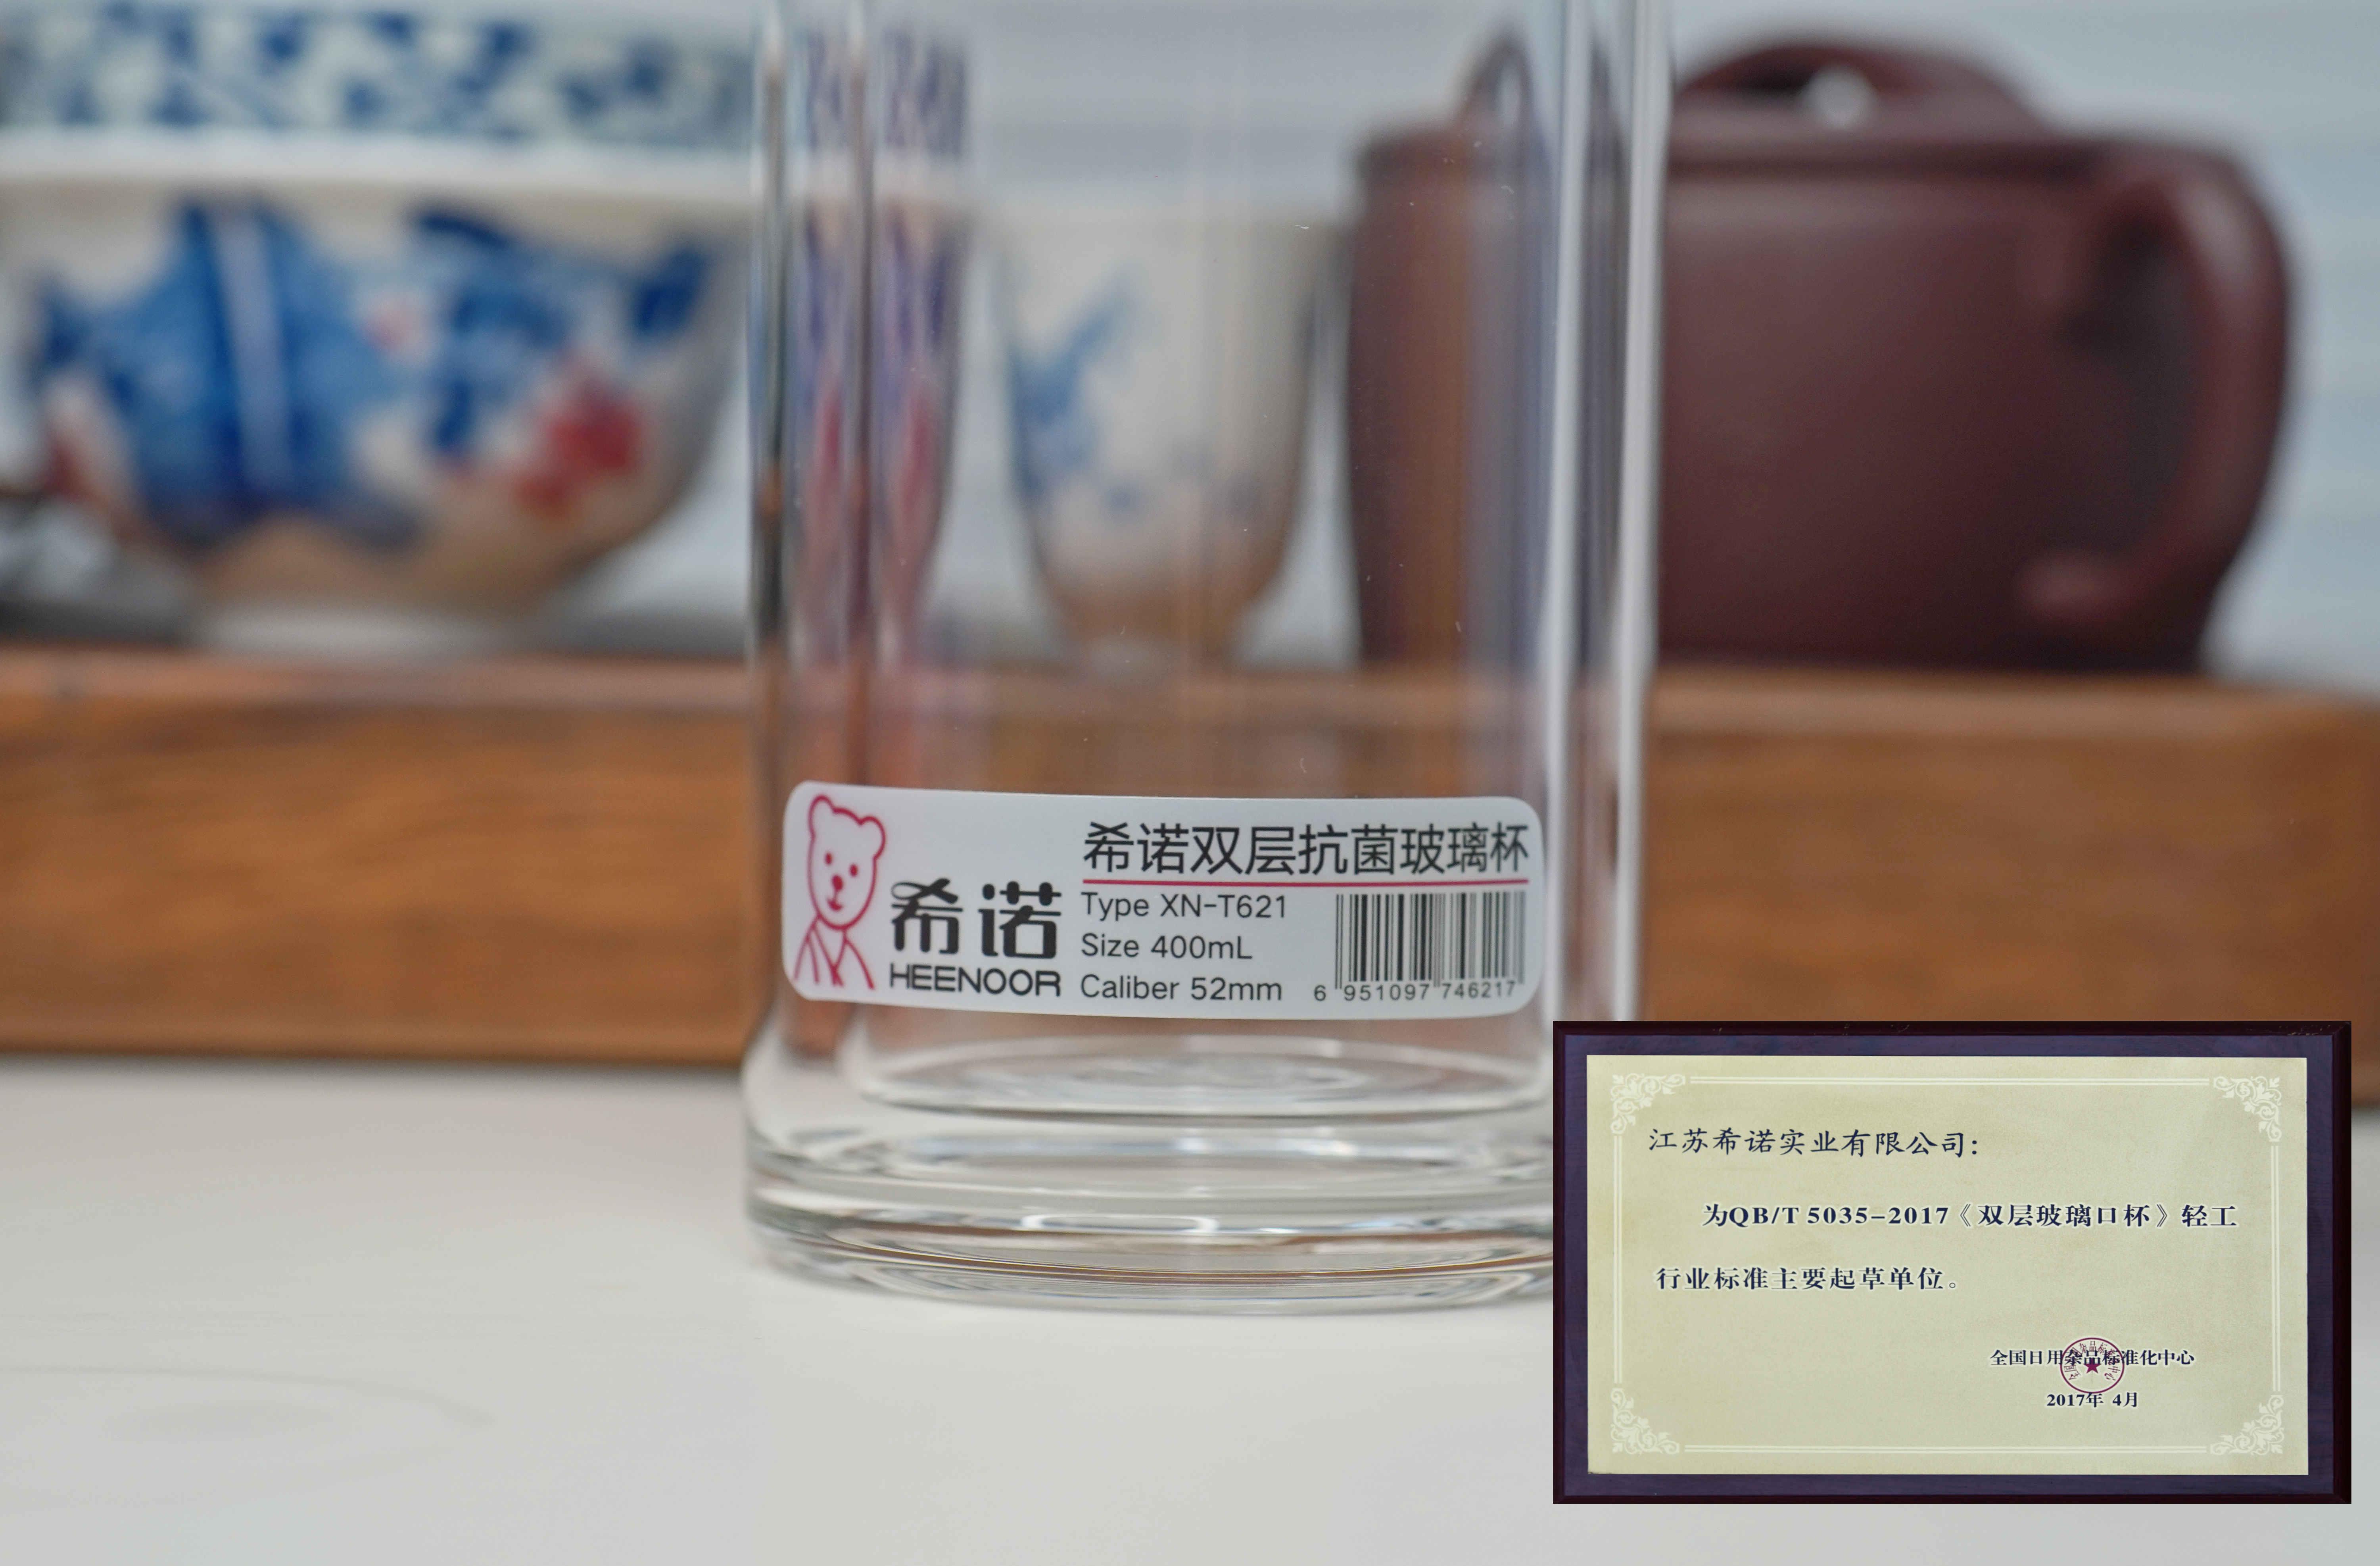 希诺
HEENOOR
希诺双层抗菌玻璃杯
Type XN-T621
Size 400mL
Caliber 52mm
6 951097 746217
江苏希诺实业有限公司:
为QB/T 5035-2017《双层玻璃口杯》轻工
行业标准主要起草单位。
全国日用杂品标准化中心
2017年 4月